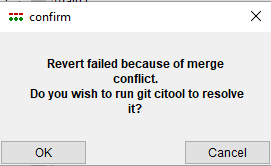 confirm
Revert failed because of merge
conflict.
Do you wish to run git citool to resolve
it?
OK
Cancel